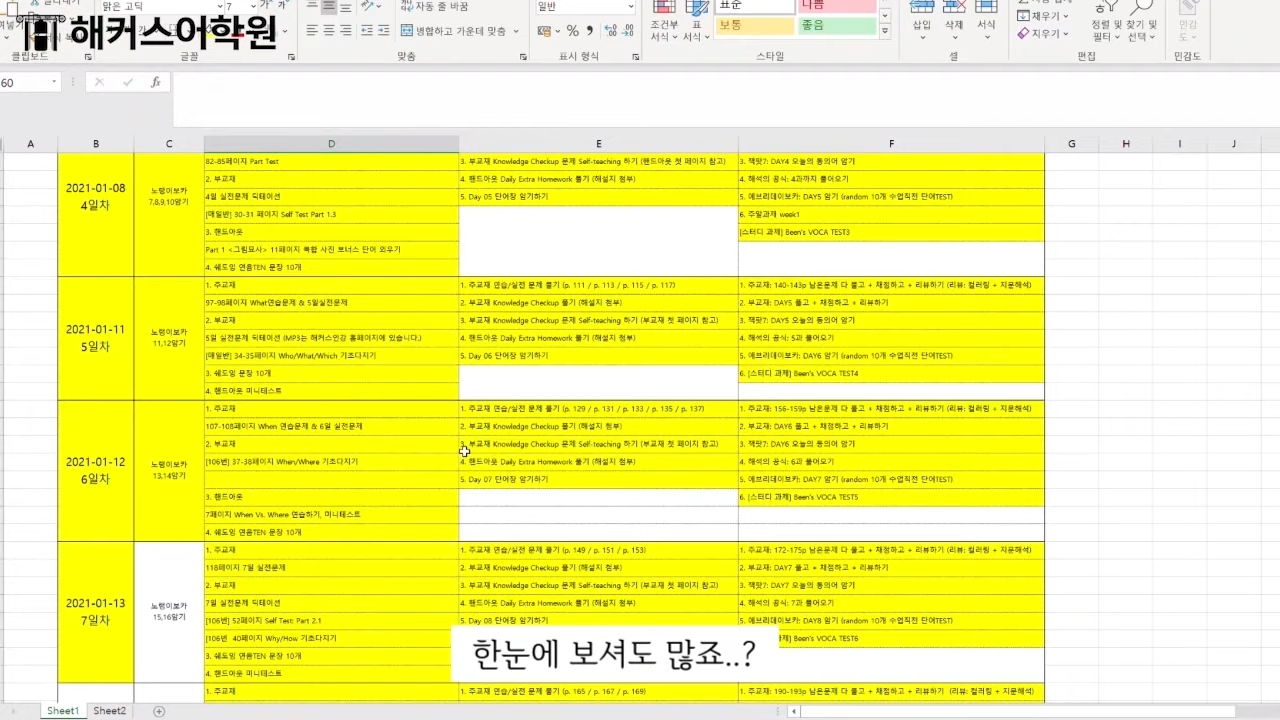 해커스어학원
맑은 고딕
7
가 가
자동 줄 바꿈
일반
표준
나쁨
보통
좋음
병합하고 가운데 맞춤
조건부 서식
표 서식
셀 스타일
삽입 삭제 서식
채우기
지우기
정렬 및 필터
찾기 및 선택
클립보드
글꼴
맞춤
표시 형식
스타일
셀
편집
민감도
60
fx
A B C D E F G H I J
2021-01-08
4일차
노랭이보카
7,8,9,10암기
82-85페이지 Part Test
2. 부교재
4월 실전문제 딕테이션
[매일반] 30-31 페이지 Self Test Part 1.3
3. 핸드아웃
Part 1 <그림묘사> 11페이지 복합 사진 보너스 단어 외우기
4. 쉐도잉 연음TEN 문장 10개
3. 부교재 Knowledge Checkup 문제 Self-teaching 하기 (핸드아웃 첫 페이지 참고)
4. 핸드아웃 Daily Extra Homework 풀기 (해설지 첨부)
5. Day 05 단어장 암기하기
3. 책팟7: DAY4 오늘의 동의어 암기
4. 해석의 공식: 4과까지 풀어오기
5. 에브리데이보카: DAY5 암기 (random 10개 수업직전 단어TEST)
6. 주말과제 week1
[스터디 과제] Been's VOCA TEST3
2021-01-11
5일차
노랭이보카
11,12암기
1. 주교재
97-98페이지 What연습문제 & 5일실전문제
2. 부교재
5일 실전문제 딕테이션 (MP3는 해커스인강 홈페이지에 있습니다.)
[매일반] 34-35페이지 Who/What/Which 기초다지기
3. 쉐도잉 문장 10개
4. 핸드아웃 미니테스트
1. 주교재 연습/실전 문제 풀기 (p. 111 / p. 113 / p. 115 / p. 117)
2. 부교재 Knowledge Checkup 풀기 (해설지 첨부)
3. 부교재 Knowledge Checkup 문제 Self-teaching 하기 (부교재 첫 페이지 참고)
4. 핸드아웃 Daily Extra Homework 풀기 (해설지 첨부)
5. Day 06 단어장 암기하기
1. 주교재: 140-143p 남은문제 다 풀고 + 채점하고 + 리뷰하기 (리뷰: 컬러링 + 지문해석)
2. 부교재: DAY5 풀고 + 채점하고 + 리뷰하기
3. 책팟7: DAY5 오늘의 동의어 암기
4. 해석의 공식: 5과 풀어오기
5. 에브리데이보카: DAY6 암기 (random 10개 수업직전 단어TEST)
6. [스터디 과제] Been's VOCA TEST4
2021-01-12
6일차
노랭이보카
13,14암기
1. 주교재
107-108페이지 When 연습문제 & 6일 실전문제
2. 부교재
[106번] 37-38페이지 When/Where 기초다지기
3. 핸드아웃
7페이지 When Vs. Where 연습하기, 미니테스트
4. 쉐도잉 연음TEN 문장 10개
1. 주교재 연습/실전 문제 풀기 (p. 129 / p. 131 / p. 133 / p. 135 / p. 137)
2. 부교재 Knowledge Checkup 풀기 (해설지 첨부)
3. 부교재 Knowledge Checkup 문제 Self-teaching 하기 (부교재 첫 페이지 참고)
4. 핸드아웃 Daily Extra Homework 풀기 (해설지 첨부)
5. Day 07 단어장 암기하기
1. 주교재: 156-159p 남은문제 다 풀고 + 채점하고 + 리뷰하기 (리뷰: 컬러링 + 지문해석)
2. 부교재: DAY6 풀고 + 채점하고 + 리뷰하기
3. 책팟7: DAY6 오늘의 동의어 암기
4. 해석의 공식: 6과 풀어오기
5. 에브리데이보카: DAY7 암기 (random 10개 수업직전 단어TEST)
6. [스터디 과제] Been's VOCA TEST5
2021-01-13
7일차
노랭이보카
15,16암기
1. 주교재
118페이지 7일 실전문제
2. 부교재
7일 실전문제 딕테이션
[106번] 52페이지 Self Test: Part 2.1
[106번 40페이지 Why/How 기초다지기
3. 쉐도잉 연음TEN 문장 10개
4. 핸드아웃 미니테스트
1. 주교재 연습/실전 문제 풀기 (p. 149 / p. 151 / p. 153)
2. 부교재 Knowledge Checkup 풀기 (해설지 첨부)
3. 부교재 Knowledge Checkup 문제 Self-teaching 하기 (부교재 첫 페이지 참고)
4. 핸드아웃 Daily Extra Homework 풀기 (해설지 첨부)
5. Day 08 단어장 암기하기
1. 주교재: 172-175p 남은문제 다 풀고 + 채점하고 + 리뷰하기 (리뷰: 컬러링 + 지문해석)
2. 부교재: DAY7 풀고 + 채점하고 + 리뷰하기
3. 책팟7: DAY7 오늘의 동의어 암기
4. 해석의 공식: 7과 풀어오기
5. 에브리데이보카: DAY8 암기 (random 10개 수업직전 단어TEST)
과제] Been's VOCA TEST6
1. 주교재
1. 주교재 연습/실전 문제 풀기 (p. 165 / p. 167 / p. 169)
1. 주교재: 190-193p 남은문제 다 풀고 + 채점하고 + 리뷰하기 (리뷰: 컬러링 + 지문해석)
한눈에 보셔도 많죠..?
Sheet1 Sheet2